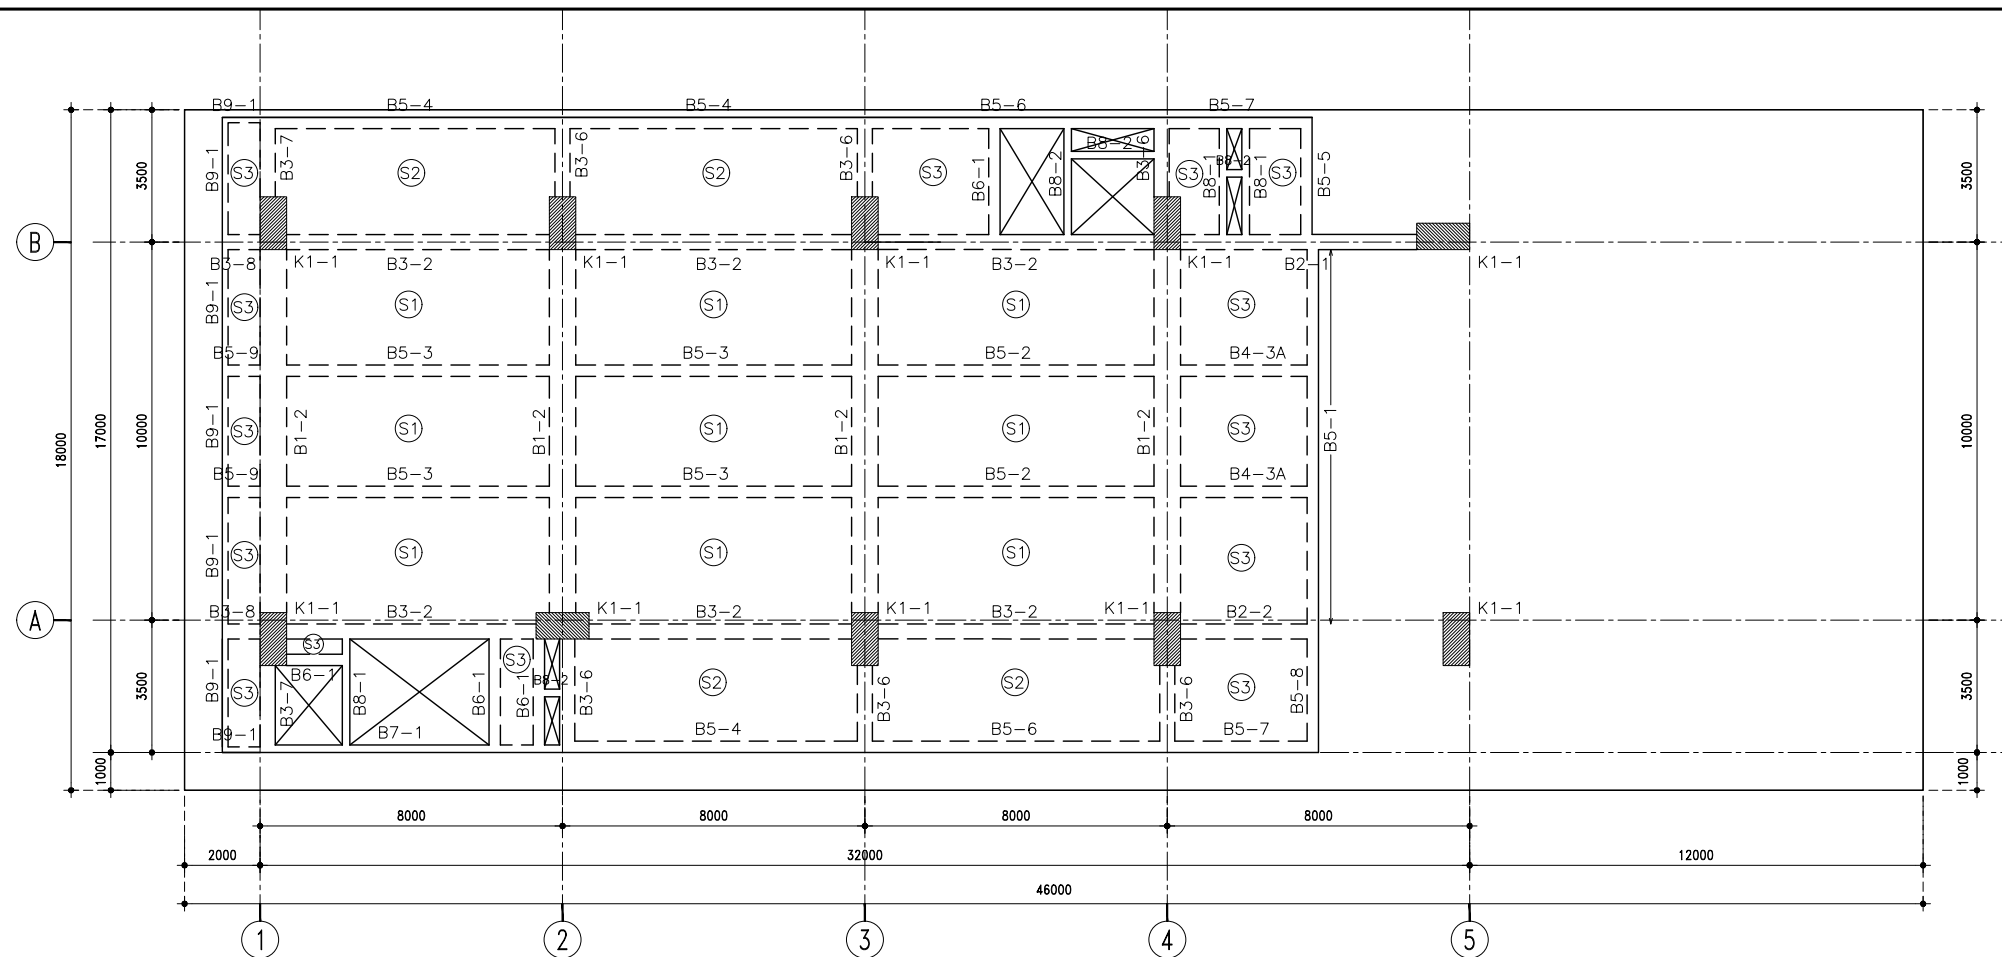 B9-1 B5-4 B5-4 B5-6 B5-7
B9-1 S3 B3-7 S2 B3-6 S2 B3-6 S3 B6-1 B8-2 B8-2 B3-6 S3 B8-1 B8-2 B8-1 S3 B5-5
3500 3500
B
B3-8 K1-1 B3-2 K1-1 B3-2 K1-1 B3-2 K1-1 B2-1 K1-1
B9-1 S3 S1 S1 S1 S3
B5-9 B5-3 B5-3 B5-2 B4-3A
18000 17000 10000 B9-1 S3 B1-2 S1 B1-2 S1 B1-2 S1 B1-2 S3 B5-1 10000
B5-9 B5-3 B5-3 B5-2 B4-3A
B9-1 S3 S1 S1 S1 S3
A
B3-8 K1-1 B3-2 K1-1 B3-2 K1-1 B3-2 K1-1 B2-2 K1-1
S3 S3
B6-1 B8-2
3500 B9-1 S3 B3-7 B8-1 B6-1 B6-1 B3-6 S2 B3-6 S2 B3-6 S3 B5-8 3500
B9-1 B7-1 B5-4 B5-6 B5-7
1000 1000
8000 8000 8000 8000
2000 32000 12000
46000
1 2 3 4 5